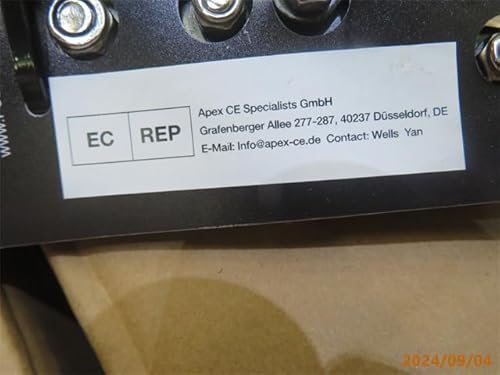 EC REP
Apex CE Specialists GmbH
Grafenberger Allee 277-287, 40237 Düsseldorf, DE
E-Mail: Info@apex-ce.de Contact: Wells Yan
www.
2024/09/04